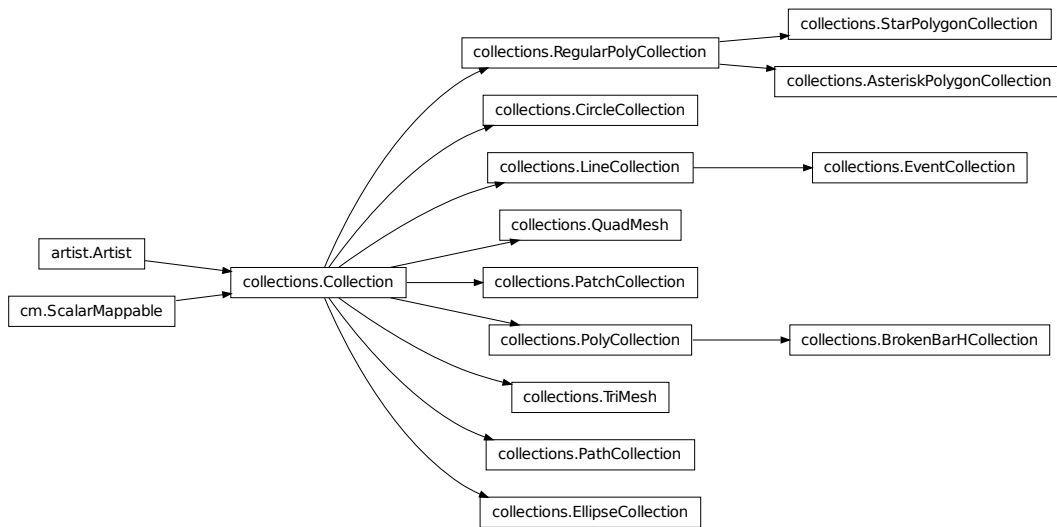 collections.StarPolygonCollection
collections.RegularPolyCollection
collections.AsteriskPolygonCollection
collections.CircleCollection
collections.LineCollection
collections.EventCollection
collections.QuadMesh
artist.Artist
collections.Collection
collections.PatchCollection
cm.ScalarMappable
collections.PolyCollection
collections.BrokenBarHCollection
collections.TriMesh
collections.PathCollection
collections.EllipseCollection